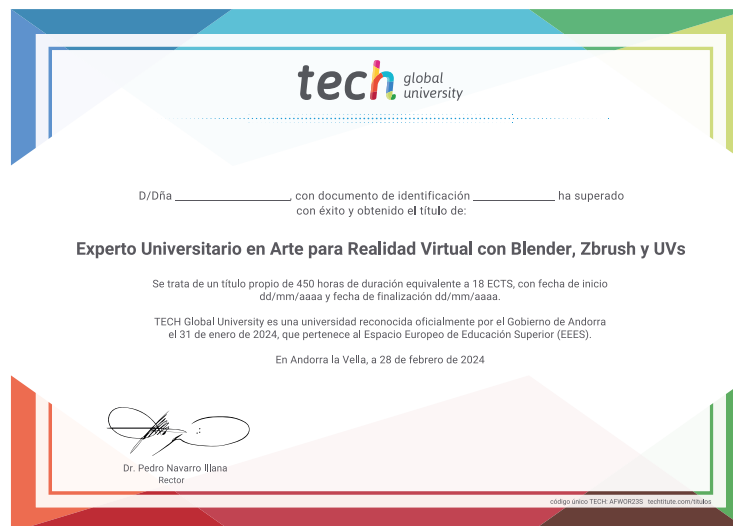 tech global
university
D/Dña ______________, con documento de identificación __________ ha superado
con éxito y obtenido el título de:
Experto Universitario en Arte para Realidad Virtual con Blender, Zbrush y UVs
Se trata de un título propio de 450 horas de duración equivalente a 18 ECTS, con fecha de inicio
dd/mm/aaaa y fecha de finalización dd/mm/aaaa.
TECH Global University es una universidad reconocida oficialmente por el Gobierno de Andorra
el 31 de enero de 2024, que pertenece al Espacio Europeo de Educación Superior (EEES).
En Andorra la Vella, a 28 de febrero de 2024
Dr. Pedro Navarro Illana
Rector
código único TECH: AFWOR23S techtitute.com/titulos